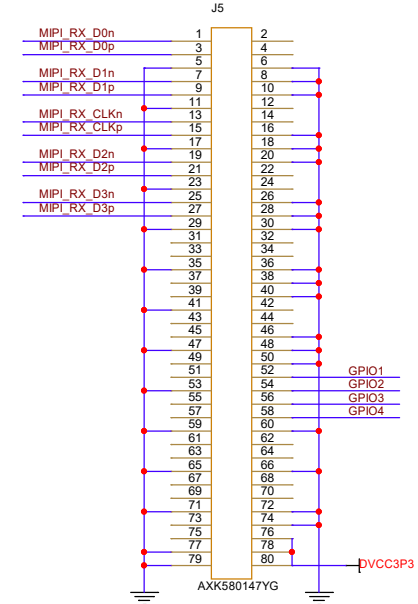 J5
MIPI_RX_D0n 1 2
MIPI_RX_D0p 3 4
5 6
MIPI_RX_D1n 7 8
MIPI_RX_D1p 9 10
11 12
MIPI_RX_CLKn 13 14
MIPI_RX_CLKp 15 16
17 18
MIPI_RX_D2n 19 20
MIPI_RX_D2p 21 22
23 24
MIPI_RX_D3n 25 26
MIPI_RX_D3p 27 28
29 30
31 32
33 34
35 36
37 38
39 40
41 42
43 44
45 46
47 48
49 50
51 52 GPIO1
53 54 GPIO2
55 56 GPIO3
57 58 GPIO4
59 60
61 62
63 64
65 66
67 68
69 70
71 72
73 74
75 76
77 78
79 80 DVCC3P3
AXK580147YG